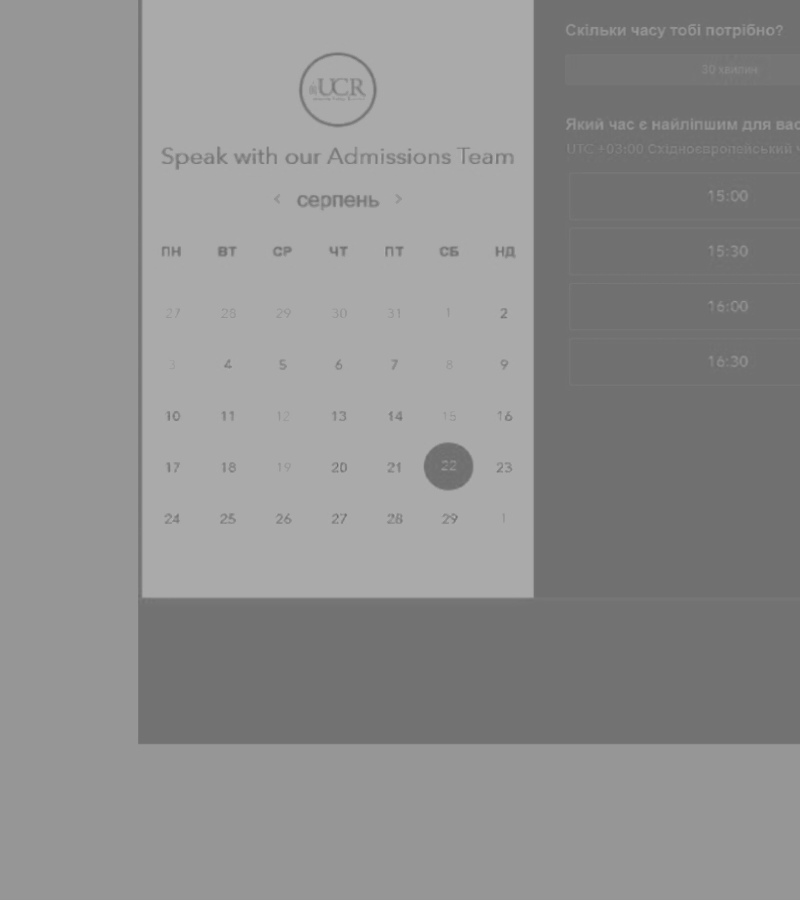 UCR
Speak with our Admissions Team
‹ серпень ›
ПН ВТ СР ЧТ ПТ СБ НД
27 28 29 30 31 1 2
3 4 5 6 7 8 9
10 11 12 13 14 15 16
17 18 19 20 21 22 23
24 25 26 27 28 29 1
Скільки часу тобі потрібно?
30 хвилин
Який час є найліпшим для вас
UTC +03:00 Східноєвропейський ч
15:00
15:30
16:00
16:30